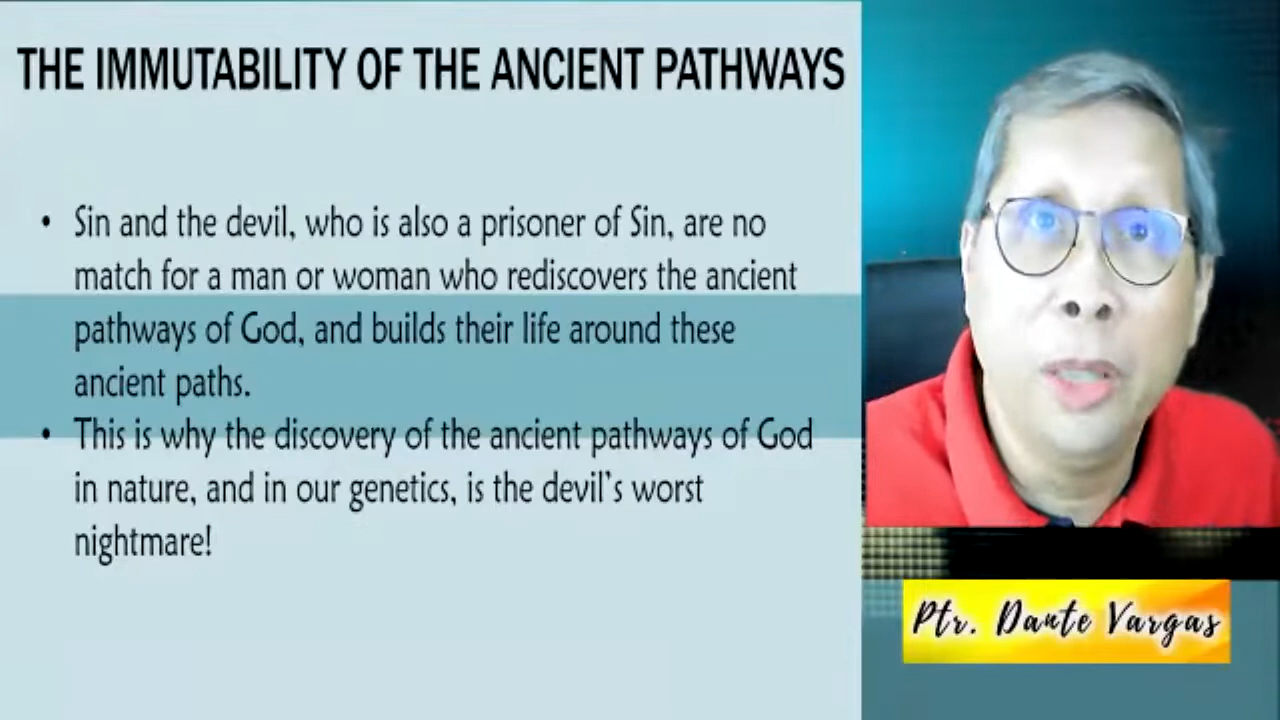 THE IMMUTABILITY OF THE ANCIENT PATHWAYS
• Sin and the devil, who is also a prisoner of Sin, are no
match for a man or woman who rediscovers the ancient
pathways of God, and builds their life around these
ancient paths.
• This is why the discovery of the ancient pathways of God
in nature, and in our genetics, is the devil's worst
nightmare!
Ptr. Dante Vargas